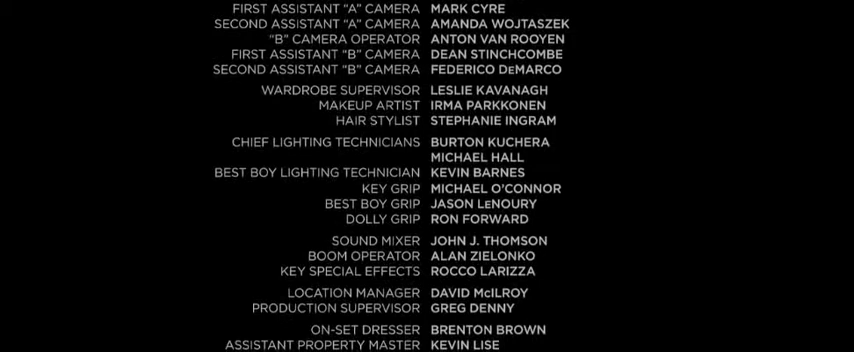 FIRST ASSISTANT “A” CAMERA MARK CYRE
SECOND ASSISTANT “A” CAMERA AMANDA WOJTASZEK
“B” CAMERA OPERATOR ANTON VAN ROOYEN
FIRST ASSISTANT “B” CAMERA DEAN STINCHCOMBE
SECOND ASSISTANT “B” CAMERA FEDERICO DeMARCO
WARDROBE SUPERVISOR LESLIE KAVANAGH
MAKEUP ARTIST IRMA PARKKONEN
HAIR STYLIST STEPHANIE INGRAM
CHIEF LIGHTING TECHNICIANS BURTON KUCHERA
MICHAEL HALL
BEST BOY LIGHTING TECHNICIAN KEVIN BARNES
KEY GRIP MICHAEL O’CONNOR
BEST BOY GRIP JASON LeNOURY
DOLLY GRIP RON FORWARD
SOUND MIXER JOHN J. THOMSON
BOOM OPERATOR ALAN ZIELONKO
KEY SPECIAL EFFECTS ROCCO LARIZZA
LOCATION MANAGER DAVID McILROY
PRODUCTION SUPERVISOR GREG DENNY
ON-SET DRESSER BRENTON BROWN
ASSISTANT PROPERTY MASTER KEVIN LISE